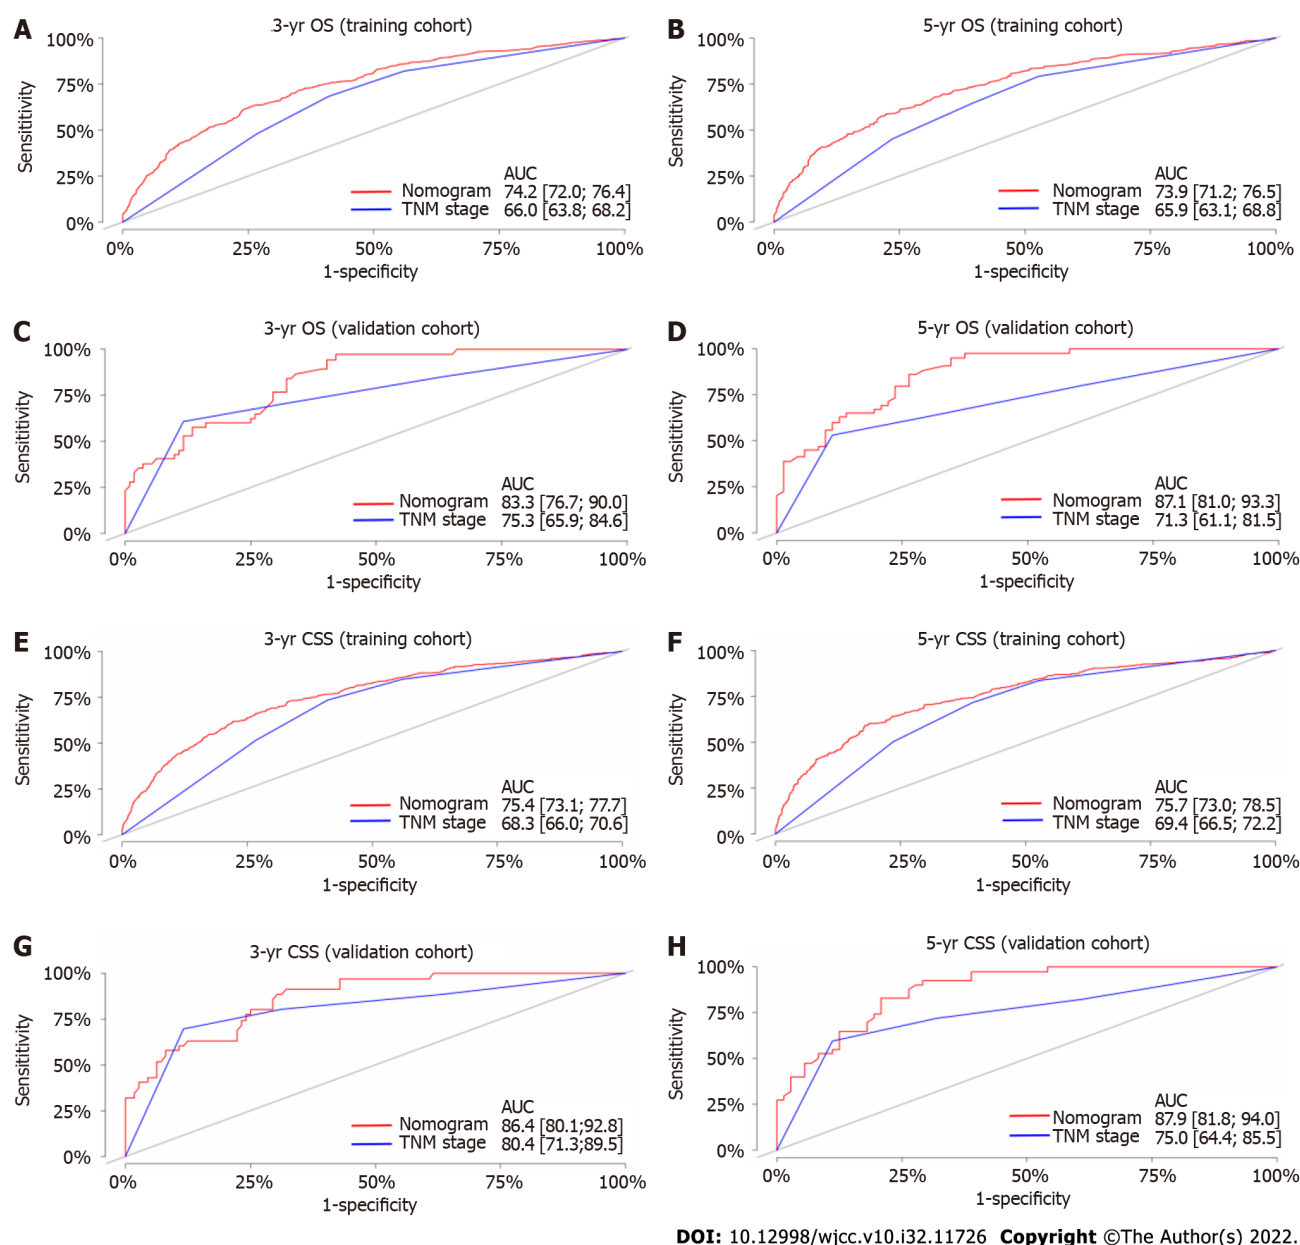 A
3-yr OS (training cohort)
100%
75%
50%
25%
0%
Sensititivity
AUC
Nomogram 74.2 [72.0; 76.4]
TNM stage 66.0 [63.8; 68.2]
0% 25% 50% 75% 100%
1-specificity
B
5-yr OS (training cohort)
100%
75%
50%
25%
0%
Sensititivity
AUC
Nomogram 73.9 [71.2; 76.5]
TNM stage 65.9 [63.1; 68.8]
0% 25% 50% 75% 100%
1-specificity
C
3-yr OS (validation cohort)
100%
75%
50%
25%
0%
Sensititivity
AUC
Nomogram 83.3 [76.7; 90.0]
TNM stage 75.3 [65.9; 84.6]
0% 25% 50% 75% 100%
1-specificity
D
5-yr OS (validation cohort)
100%
75%
50%
25%
0%
Sensititivity
AUC
Nomogram 87.1 [81.0; 93.3]
TNM stage 71.3 [61.1; 81.5]
0% 25% 50% 75% 100%
1-specificity
E
3-yr CSS (training cohort)
100%
75%
50%
25%
0%
Sensititivity
AUC
Nomogram 75.4 [73.1; 77.7]
TNM stage 68.3 [66.0; 70.6]
0% 25% 50% 75% 100%
1-specificity
F
5-yr CSS (training cohort)
100%
75%
50%
25%
0%
Sensititivity
AUC
Nomogram 75.7 [73.0; 78.5]
TNM stage 69.4 [66.5; 72.2]
0% 25% 50% 75% 100%
1-specificity
G
3-yr CSS (validation cohort)
100%
75%
50%
25%
0%
Sensititivity
AUC
Nomogram 86.4 [80.1;92.8]
TNM stage 80.4 [71.3;89.5]
0% 25% 50% 75% 100%
1-specificity
H
5-yr CSS (validation cohort)
100%
75%
50%
25%
0%
Sensititivity
AUC
Nomogram 87.9 [81.8; 94.0]
TNM stage 75.0 [64.4; 85.5]
0% 25% 50% 75% 100%
1-specificity
DOI: 10.12998/wjcc.v10.i32.11726 Copyright ©The Author(s) 2022.